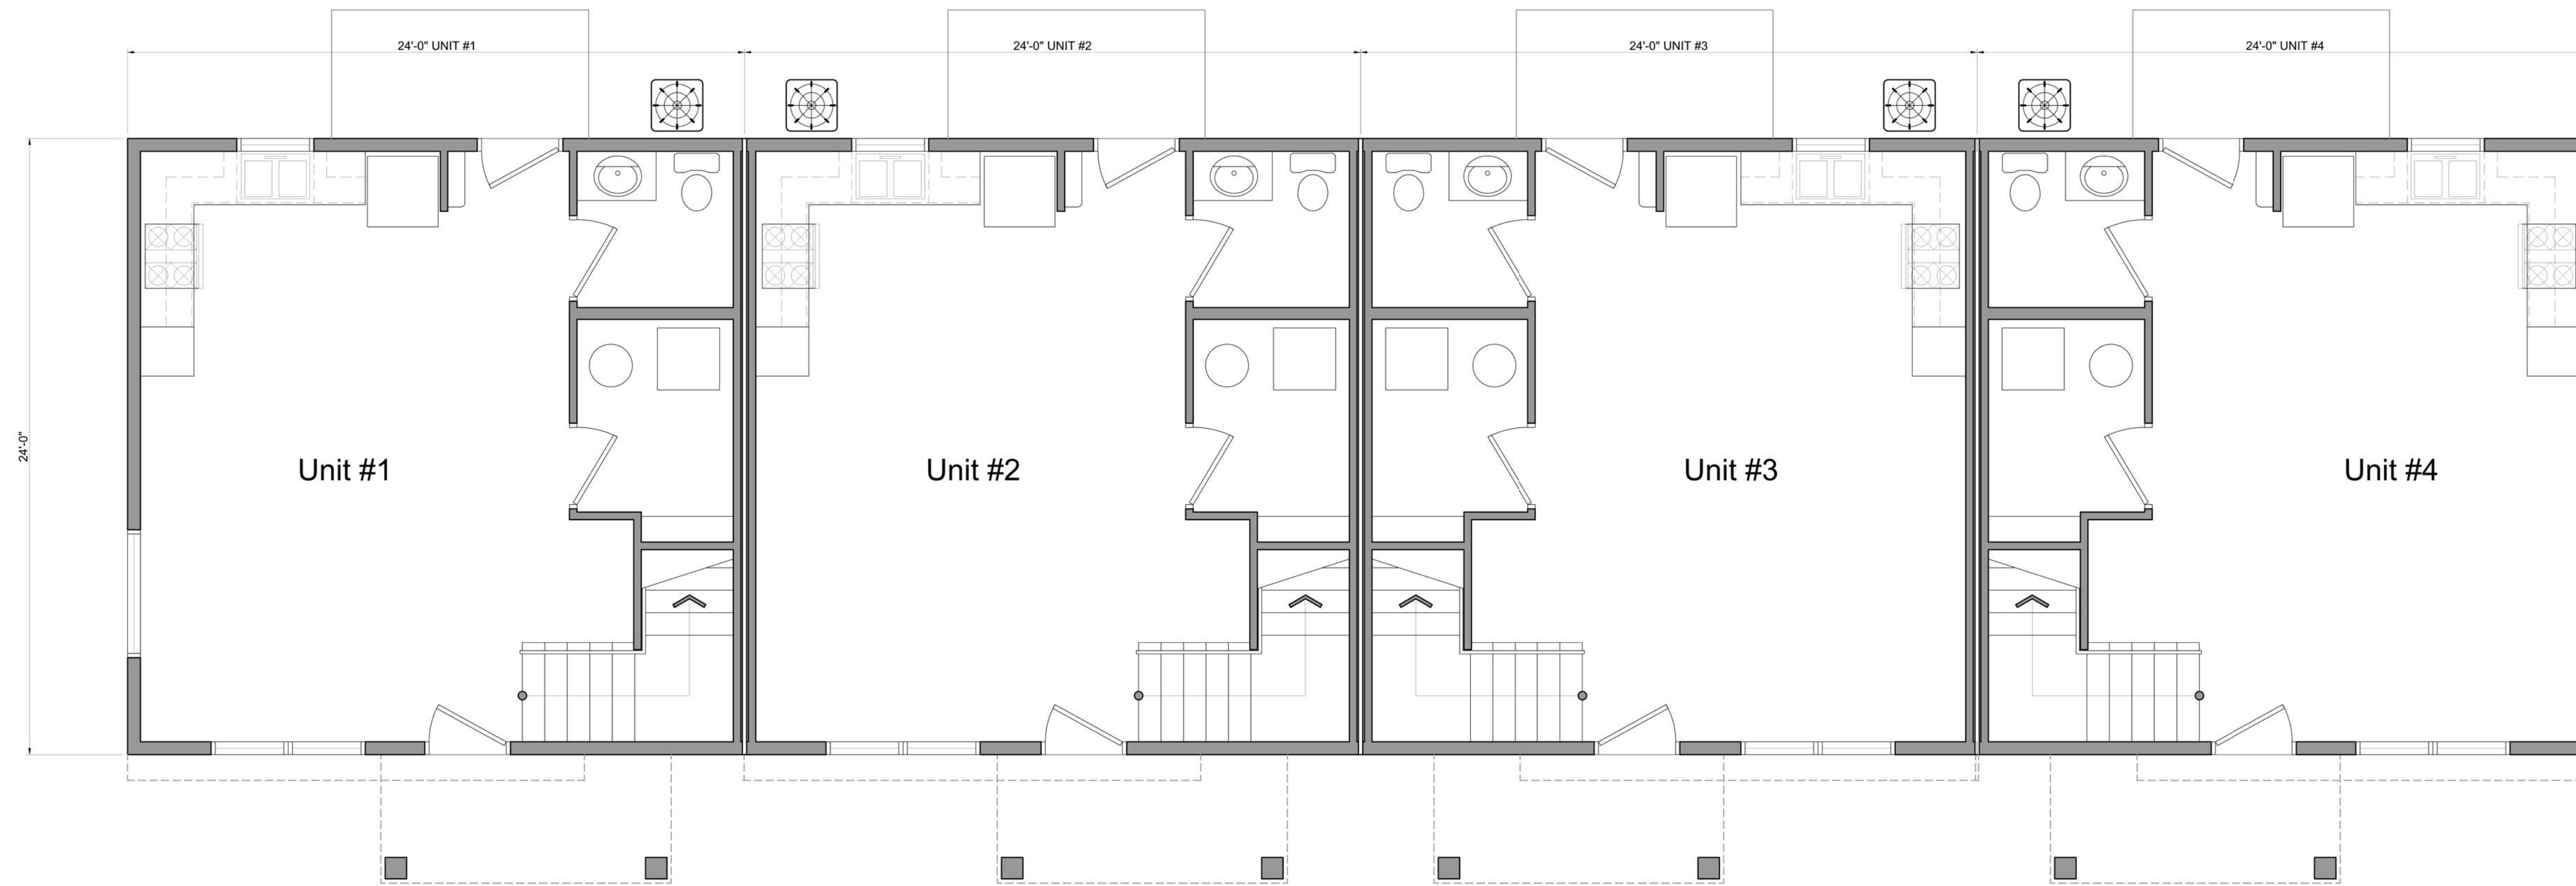 24'-0" UNIT #1
24'-0" UNIT #2
24'-0" UNIT #3
24'-0" UNIT #4
24'-0"
Unit #1
Unit #2
Unit #3
Unit #4